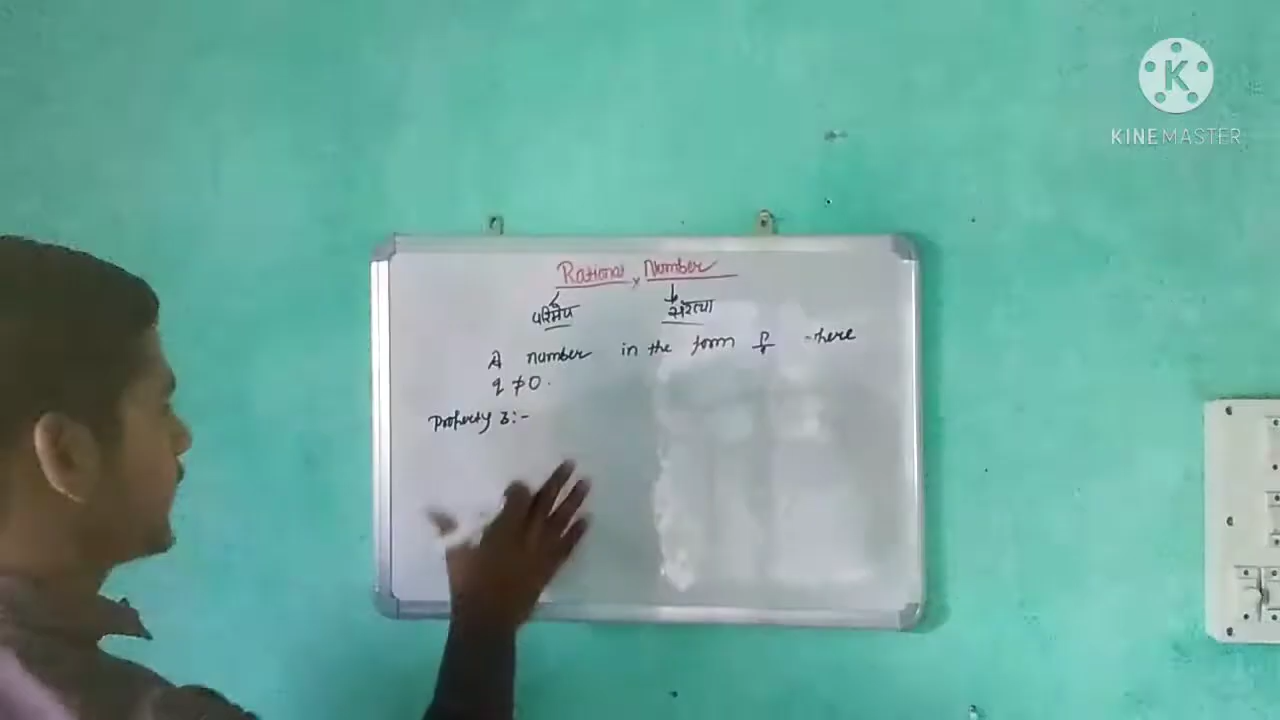 K
KINEMASTER
Rational Number
परिमेय संख्या
A number in the form p/q where
q ≠ 0.
Property 3:-